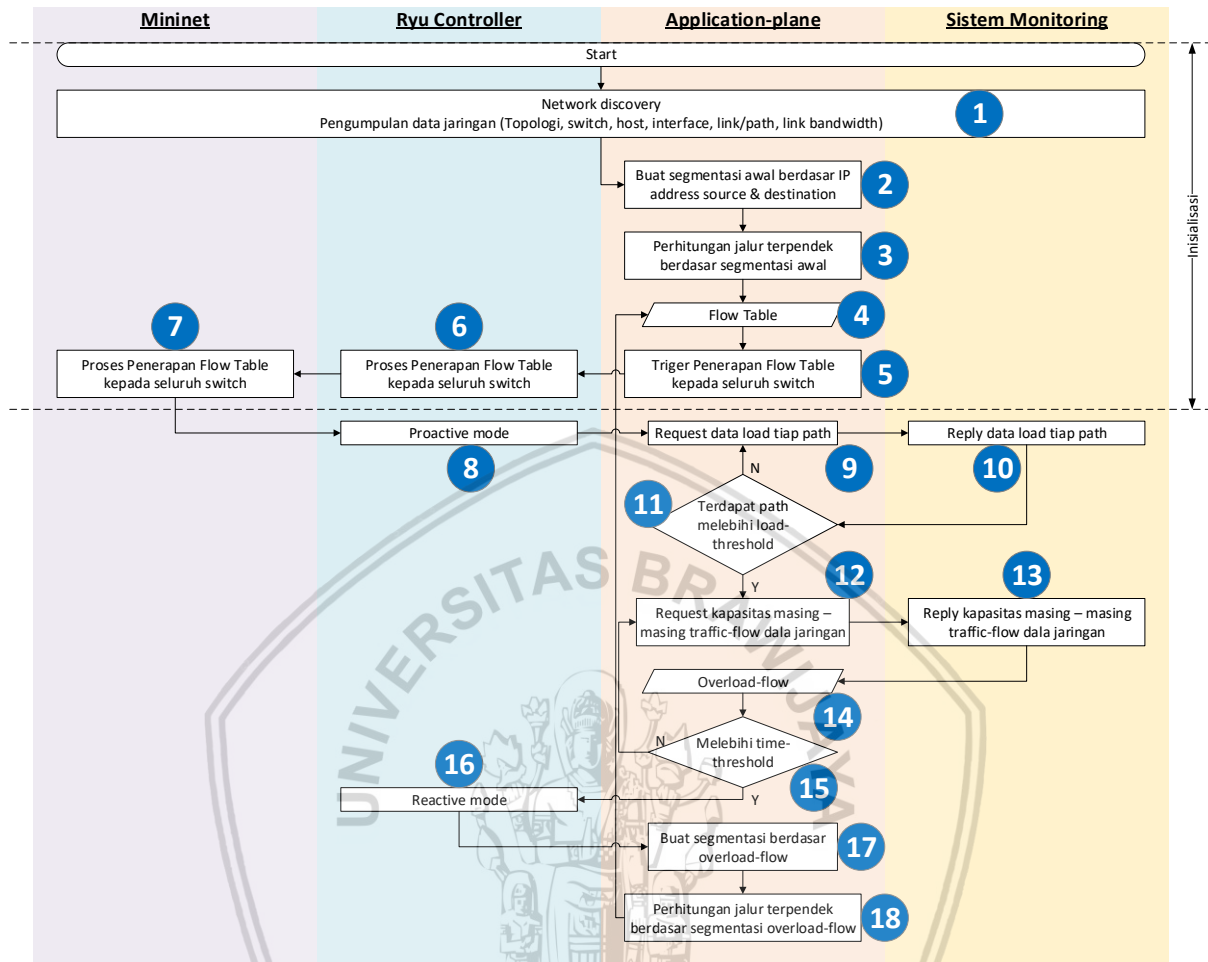 Mininet
Ryu Controller
Application-plane
Sistem Monitoring
Start
Network discovery
Pengumpulan data jaringan (Topologi, switch, host, interface, link/path, link bandwidth)
1
Inisialisasi
Buat segmentasi awal berdasar IP
address source & destination
2
Perhitungan jalur terpendek
berdasar segmentasi awal
3
Flow Table
4
7
6
Proses Penerapan Flow Table
kepada seluruh switch
Proses Penerapan Flow Table
kepada seluruh switch
Triger Penerapan Flow Table
kepada seluruh switch
5
Proactive mode
8
Request data load tiap path
9
Reply data load tiap path
10
N
11
Terdapat path
melebihi load-
threshold
Y
12
13
Request kapasitas masing –
masing traffic-flow dala jaringan
Reply kapasitas masing – masing
traffic-flow dala jaringan
Overload-flow
14
N
Melebihi time-
threshold
15
Y
16
Reactive mode
Buat segmentasi berdasar
overload-flow
17
Perhitungan jalur terpendek
berdasar segmentasi overload-flow
18
UNIVERSITAS BRAWIJAYA